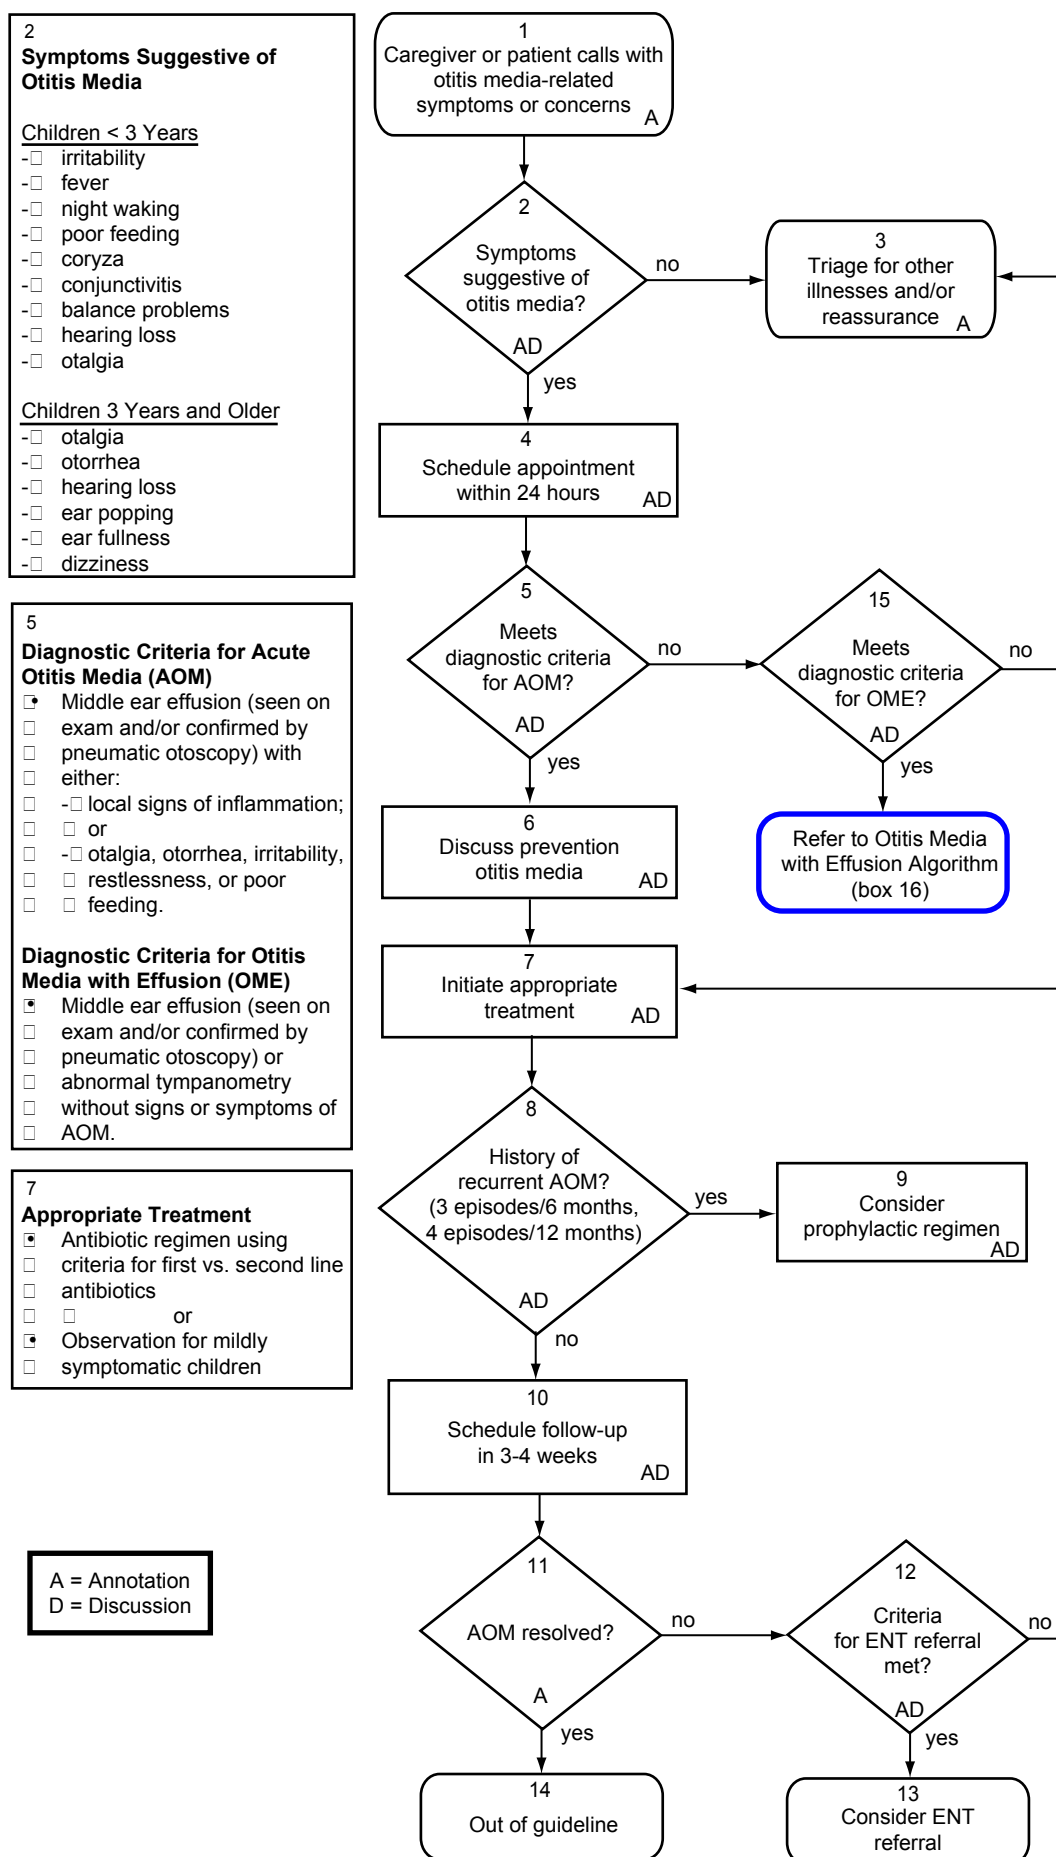 2
Symptoms Suggestive of
Otitis Media
Children < 3 Years
-□ irritability
-□ fever
-□ night waking
-□ poor feeding
-□ coryza
-□ conjunctivitis
-□ balance problems
-□ hearing loss
-□ otalgia
Children 3 Years and Older
-□ otalgia
-□ otorrhea
-□ hearing loss
-□ ear popping
-□ ear fullness
-□ dizziness
5
Diagnostic Criteria for Acute
Otitis Media (AOM)
• Middle ear effusion (seen on
□ exam and/or confirmed by
□ pneumatic otoscopy) with
□ either:
□ -□ local signs of inflammation;
□ □ or
□ -□ otalgia, otorrhea, irritability,
□ □ restlessness, or poor
□ □ feeding.
Diagnostic Criteria for Otitis
Media with Effusion (OME)
• Middle ear effusion (seen on
□ exam and/or confirmed by
□ pneumatic otoscopy) or
□ abnormal tympanometry
□ without signs or symptoms of
□ AOM.
7
Appropriate Treatment
• Antibiotic regimen using
□ criteria for first vs. second line
□ antibiotics
□ □ or
• Observation for mildly
□ symptomatic children
A = Annotation
D = Discussion
1
Caregiver or patient calls with
otitis media-related
symptoms or concerns
A
2
Symptoms
suggestive of
otitis media?
AD
no
yes
3
Triage for other
illnesses and/or
reassurance
A
4
Schedule appointment
within 24 hours
AD
5
Meets
diagnostic criteria
for AOM?
AD
no
yes
15
Meets
diagnostic criteria
for OME?
AD
no
yes
Refer to Otitis Media
with Effusion Algorithm
(box 16)
6
Discuss prevention
otitis media
AD
7
Initiate appropriate
treatment
AD
8
History of
recurrent AOM?
(3 episodes/6 months,
4 episodes/12 months)
AD
yes
no
9
Consider
prophylactic regimen
AD
10
Schedule follow-up
in 3-4 weeks
AD
11
AOM resolved?
A
no
yes
12
Criteria
for ENT referral
met?
AD
no
yes
14
Out of guideline
13
Consider ENT
referral